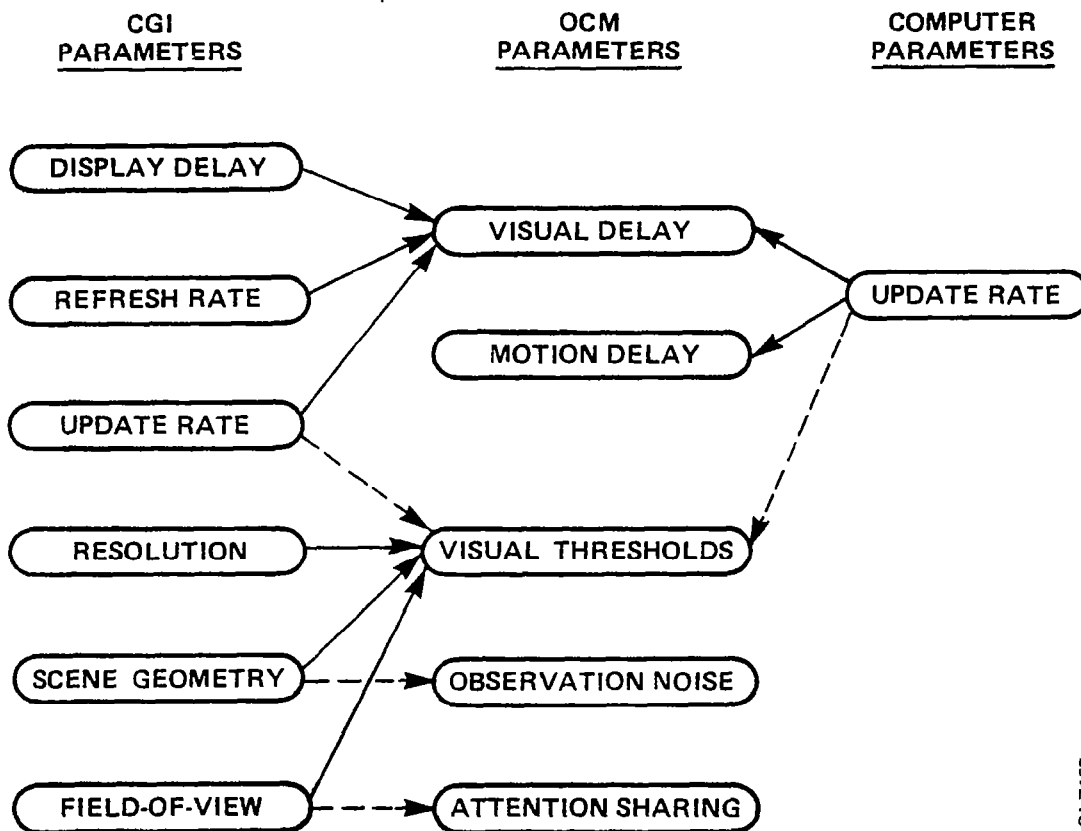 CGI
PARAMETERS
OCM
PARAMETERS
COMPUTER
PARAMETERS
DISPLAY DELAY
VISUAL DELAY
REFRESH RATE
UPDATE RATE
MOTION DELAY
UPDATE RATE
RESOLUTION
VISUAL THRESHOLDS
SCENE GEOMETRY
OBSERVATION NOISE
FIELD-OF-VIEW
ATTENTION SHARING